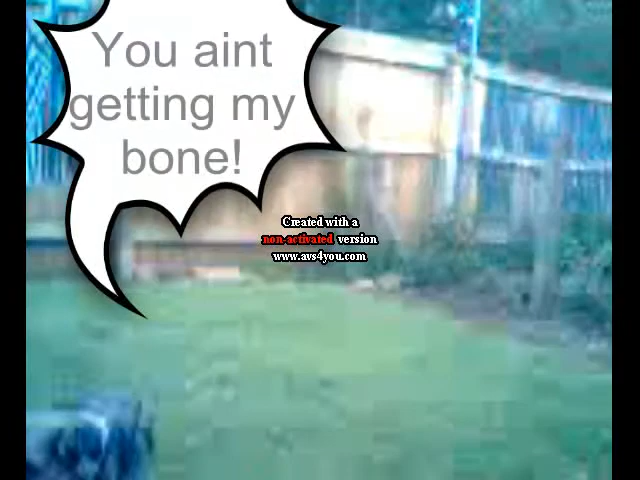 You aint
getting my
bone!
Created with a
non-activated version
www.avs4you.com